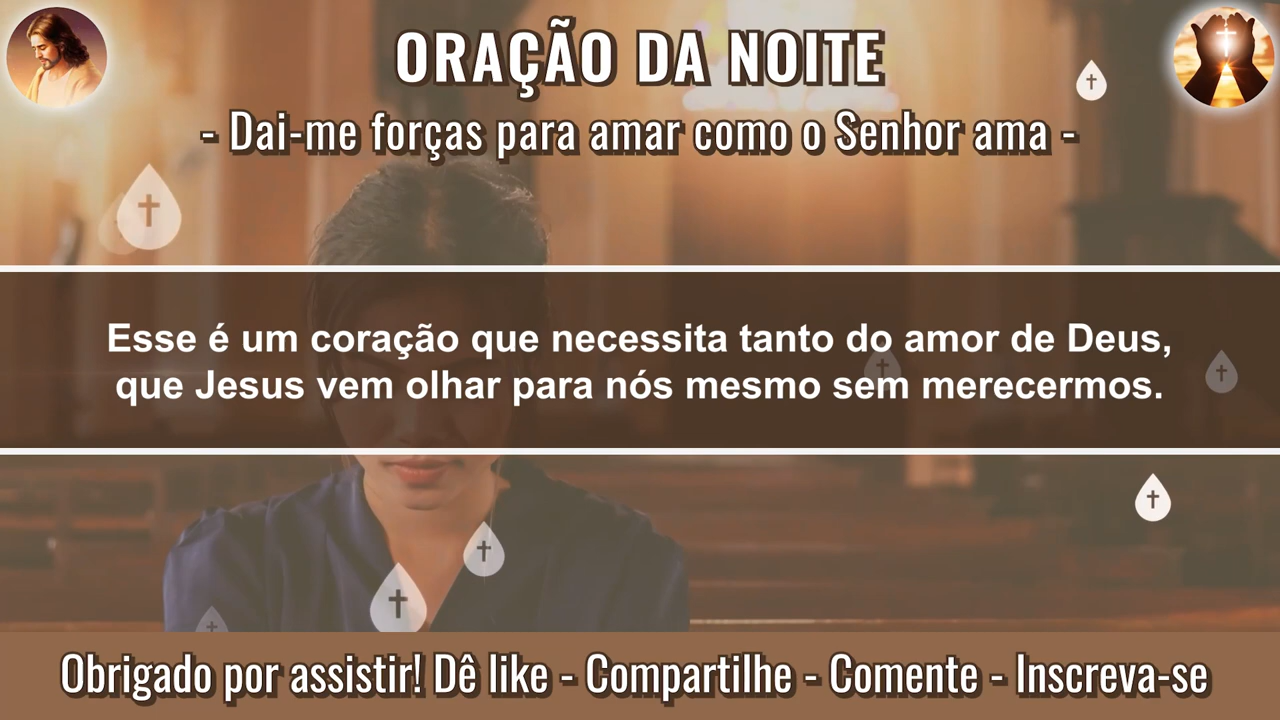 ORAÇÃO DA NOITE
- Dai-me forças para amar como o Senhor ama -
Esse é um coração que necessita tanto do amor de Deus,
que Jesus vem olhar para nós mesmo sem merecermos.
Obrigado por assistir! Dê like - Compartilhe - Comente - Inscreva-se